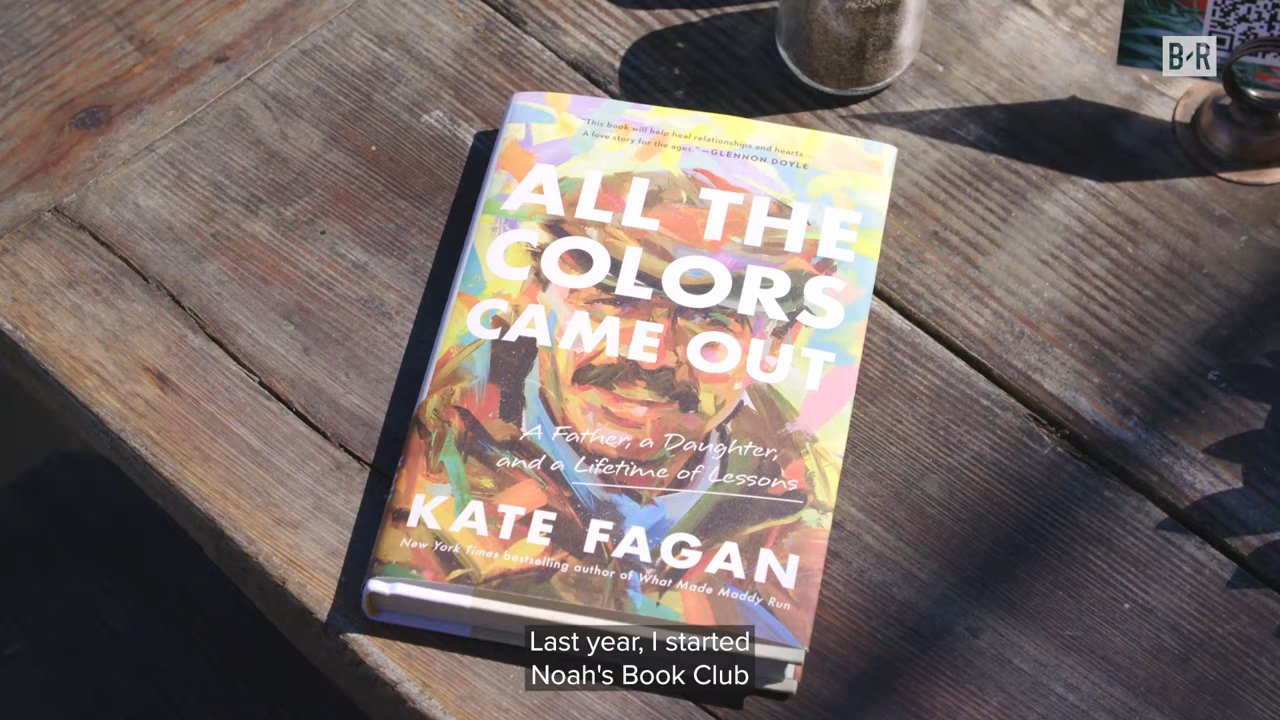 B/R
"This book will help heal relationships and hearts...
A love story for the ages." —GLENNON DOYLE
ALL THE
COLORS
CAME OUT
A Father, a Daughter,
and a Lifetime of Lessons
KATE FAGAN
New York Times bestselling author of What Made Maddy Run
Last year, I started
Noah's Book Club